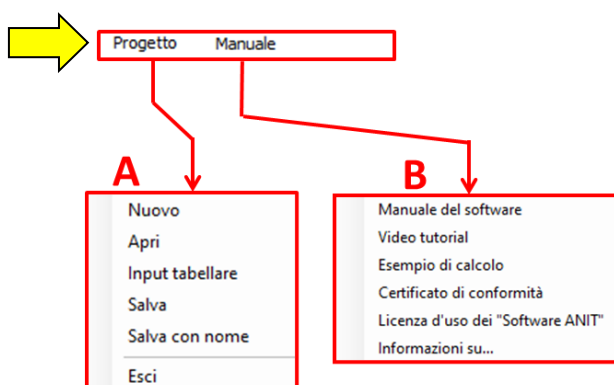 Progetto Manuale
A
Nuovo
Apri
Input tabellare
Salva
Salva con nome
Esci
B
Manuale del software
Video tutorial
Esempio di calcolo
Certificato di conformità
Licenza d'uso dei "Software ANIT"
Informazioni su...